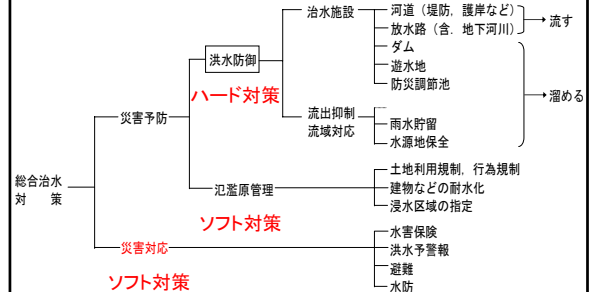 治水施設
河道（堤防，護岸など）
放水路（含．地下河川）
流す
ダム
遊水地
防災調節池
溜める
洪水防御
ハード対策
流出抑制
流域対応
雨水貯留
水源地保全
災害予防
総合治水
対　策
氾濫原管理
土地利用規制，行為規制
建物などの耐水化
浸水区域の指定
ソフト対策
災害対応
水害保険
洪水予警報
避難
水防
ソフト対策